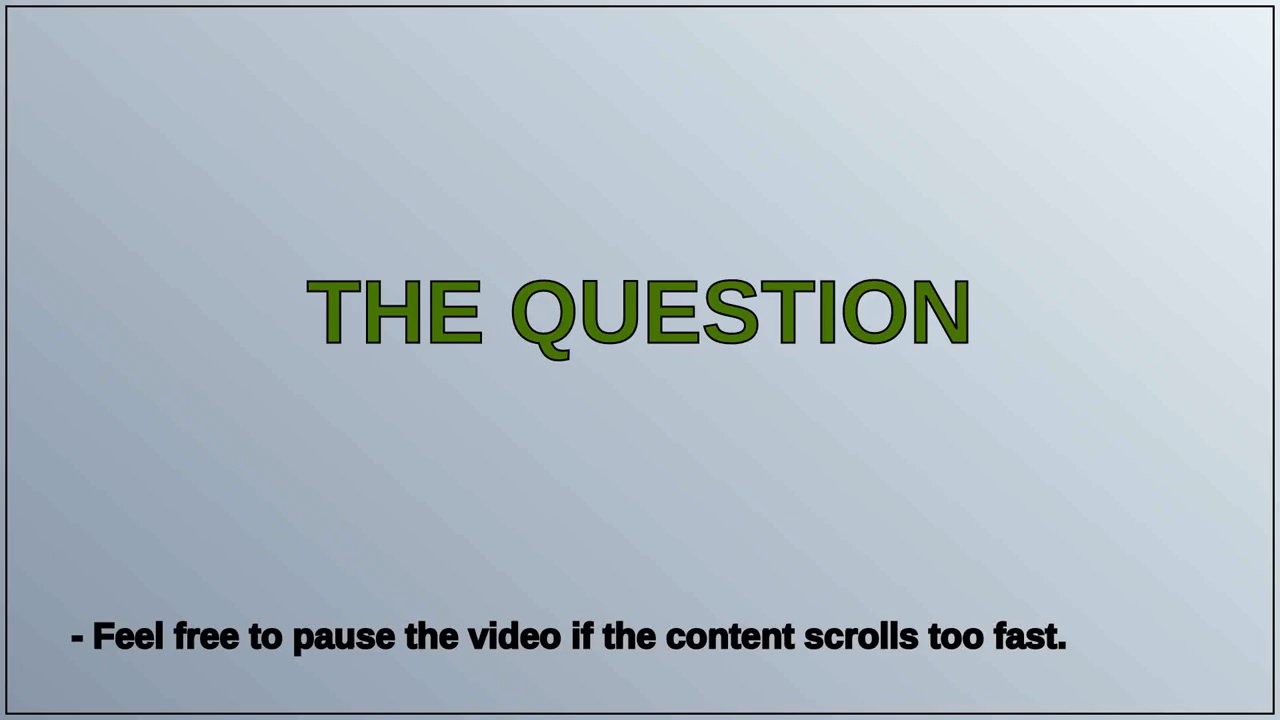 THE QUESTION
- Feel free to pause the video if the content scrolls too fast.